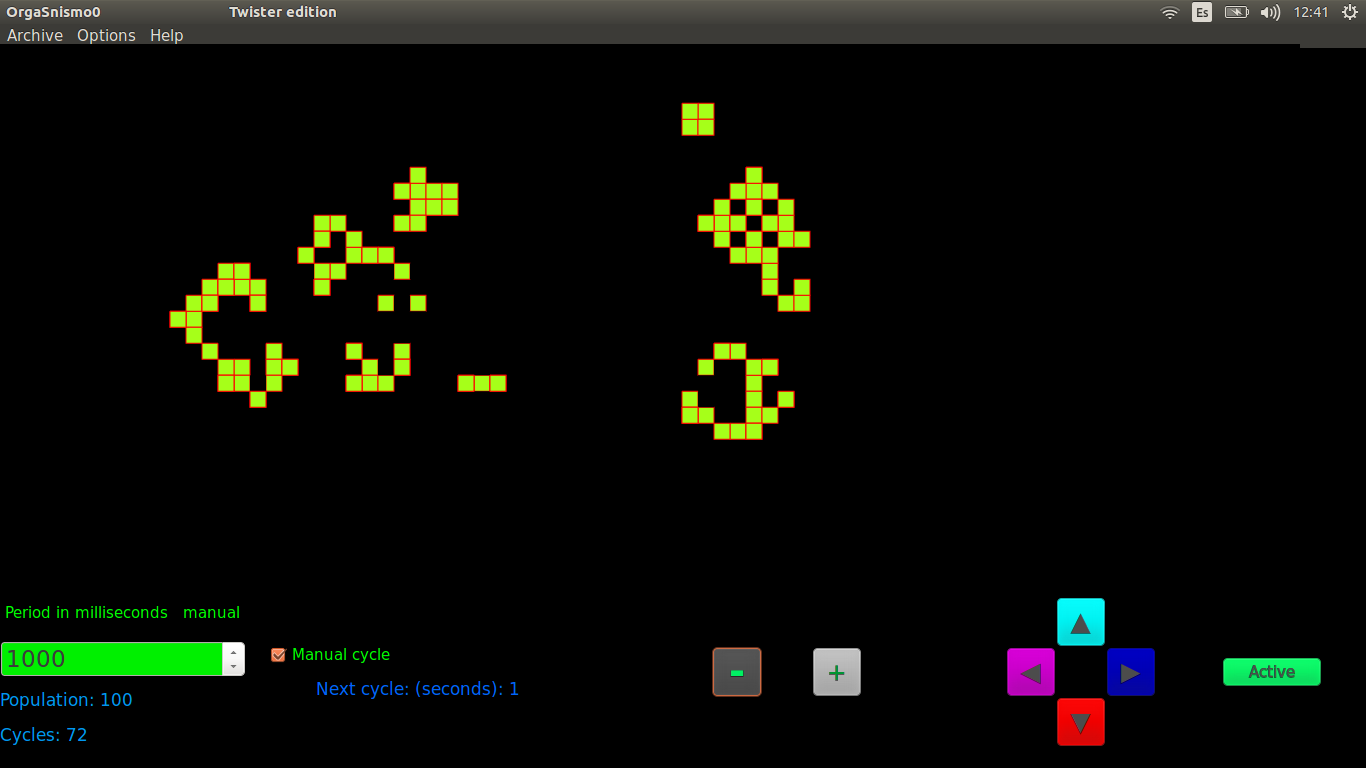 OrgaSnismo0 Twister edition Es 12:41
Archive Options Help
Period in milliseconds manual
1000
Manual cycle
Next cycle: (seconds): 1
- +
Active
Population: 100
Cycles: 72